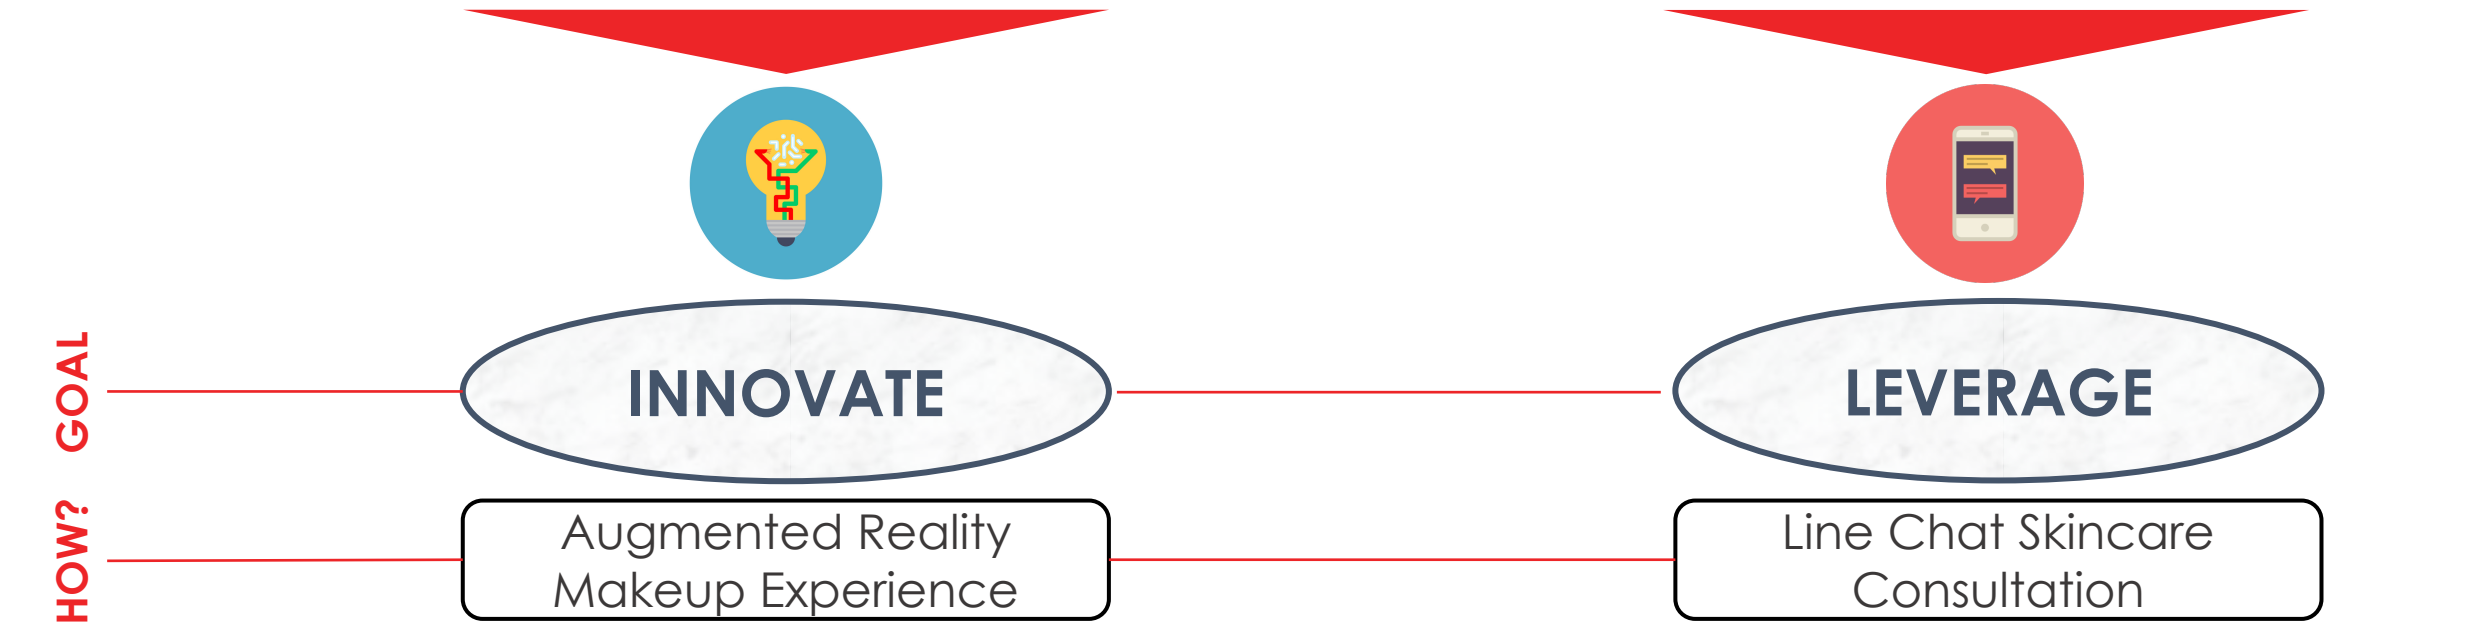 GOAL
INNOVATE
LEVERAGE
HOW?
Augmented Reality
Makeup Experience
Line Chat Skincare
Consultation